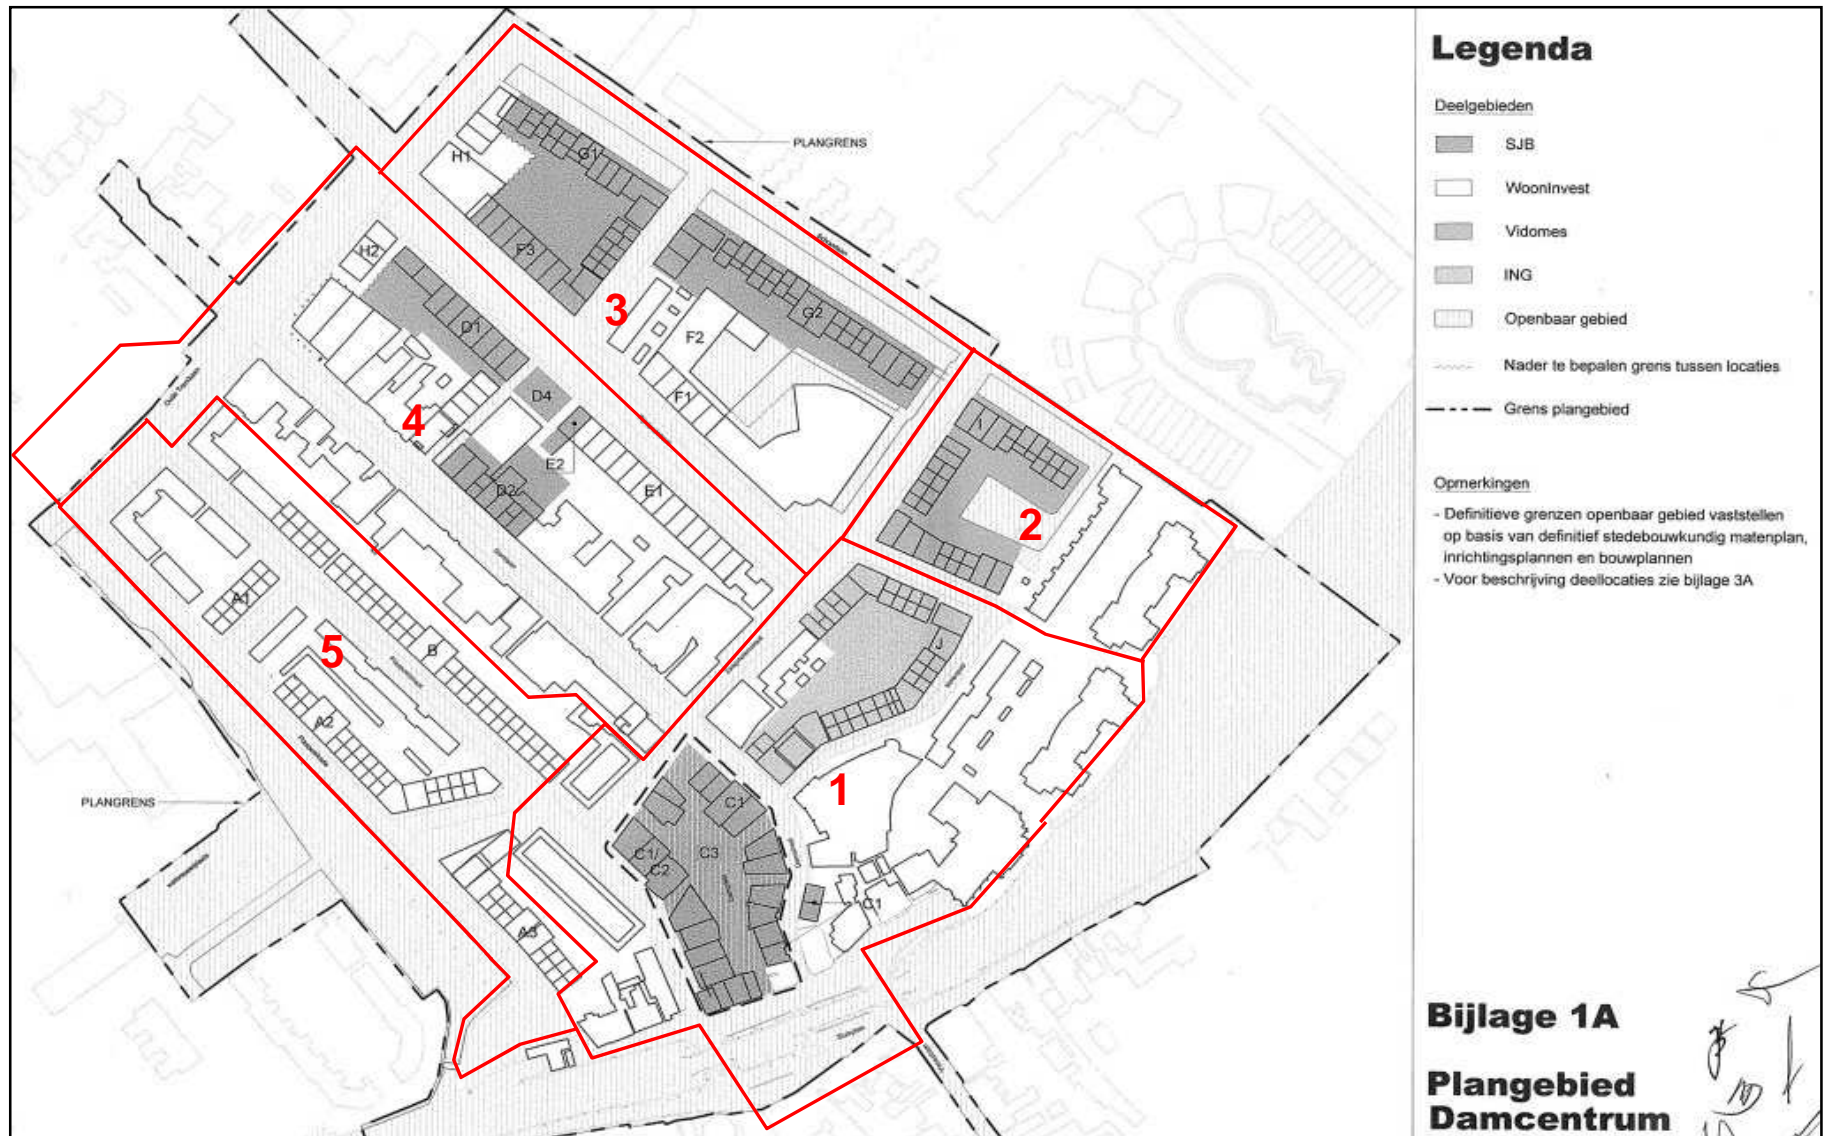 Legenda
Deelgebieden
SJB
WoonInvest
Vidomes
ING
Openbaar gebied
Nader te bepalen grens tussen locaties
Grens plangebied
Opmerkingen
- Definitieve grenzen openbaar gebied vaststellen
op basis van definitief stedebouwkundig matenplan,
inrichtingsplannen en bouwplannen
- Voor beschrijving deellocaties zie bijlage 3A
Bijlage 1A
Plangebied
Damcentrum
PLANGRENS
H1
G1
F3
H2
3
G2
F2
D1
F1
D4
4
E2
D2
E1
2
A1
5
B
J
A2
PLANGRENS
1
C1
C1/
C2
C3
C1
A3